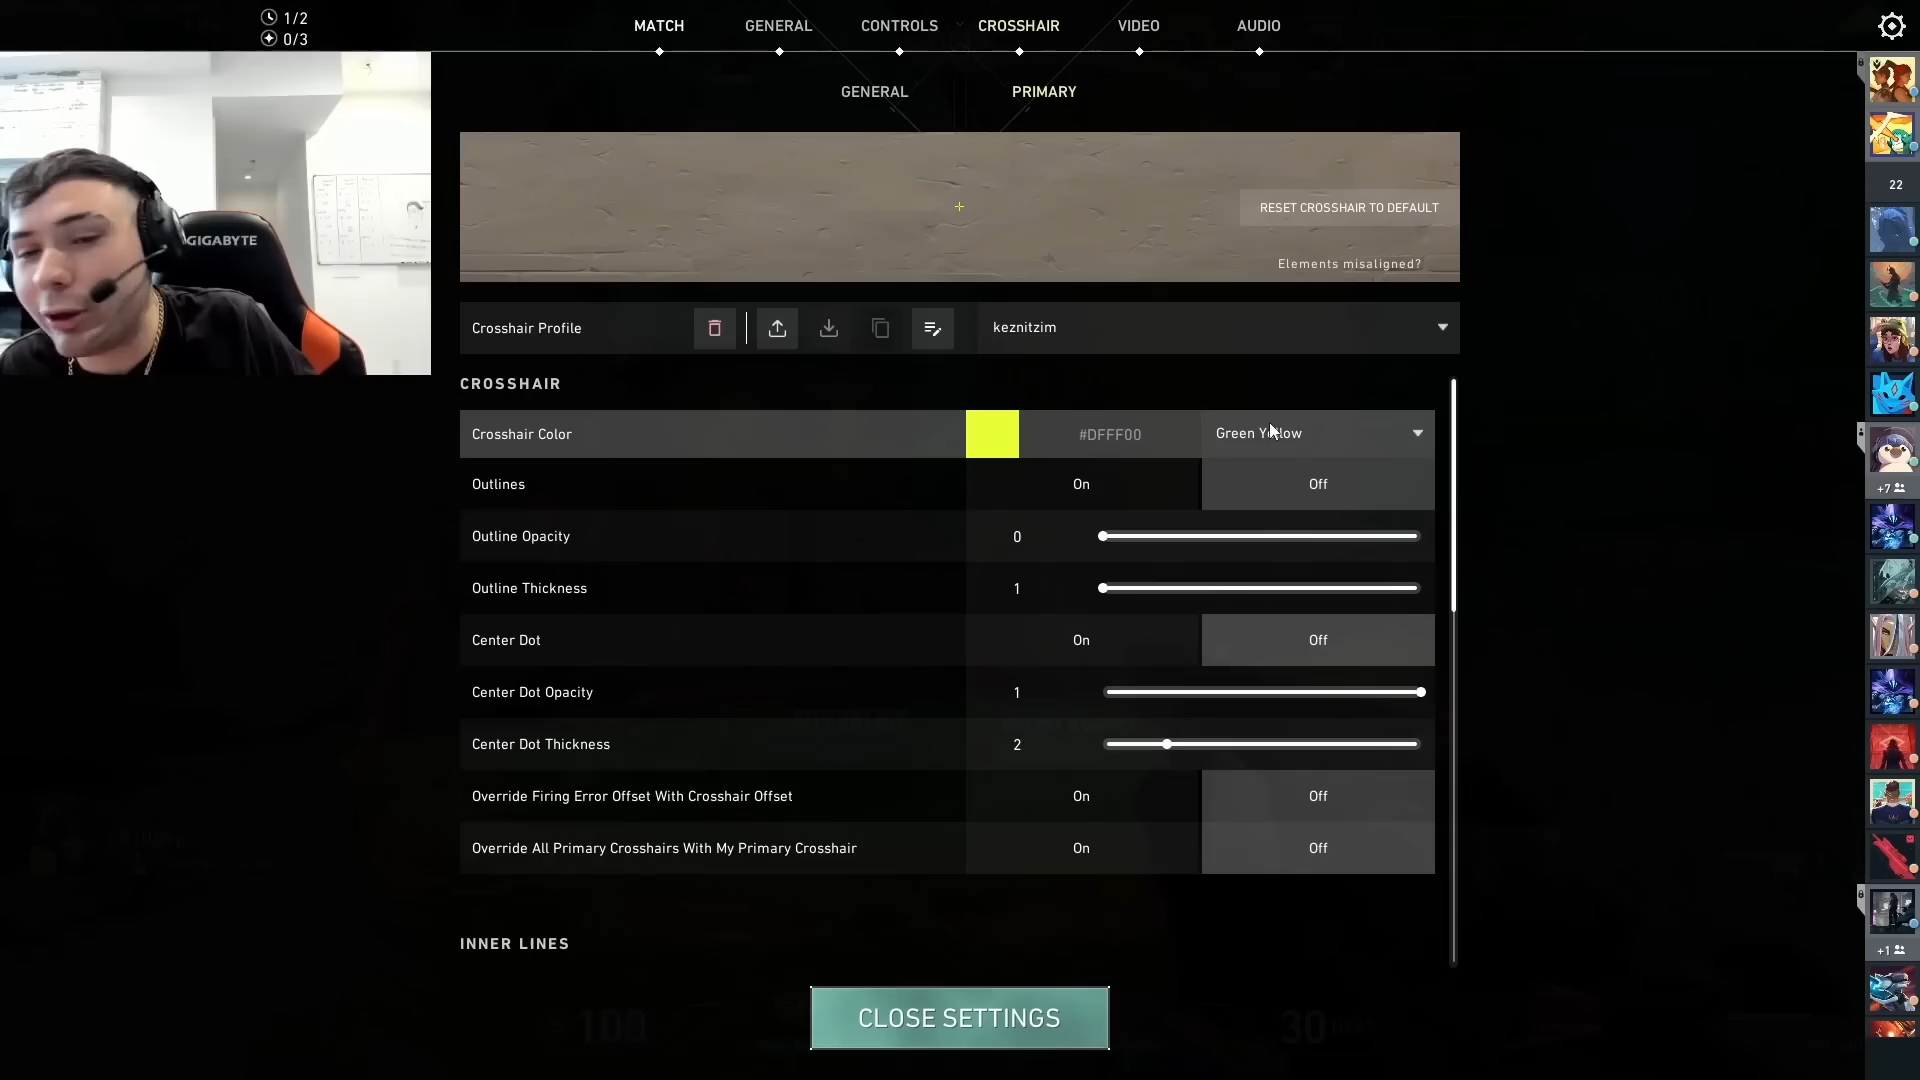 1/2
0/3
MATCH GENERAL CONTROLS CROSSHAIR VIDEO AUDIO
GENERAL PRIMARY
RESET CROSSHAIR TO DEFAULT
Elements misaligned?
GIGABYTE
22
Crosshair Profile keznitzim
CROSSHAIR
Crosshair Color #DFFF00 Green Yellow
Outlines On Off
+7
Outline Opacity 0
Outline Thickness 1
Center Dot On Off
Center Dot Opacity 1
Center Dot Thickness 2
Override Firing Error Offset With Crosshair Offset On Off
Override All Primary Crosshairs With My Primary Crosshair On Off
INNER LINES
+1
CLOSE SETTINGS
100 30